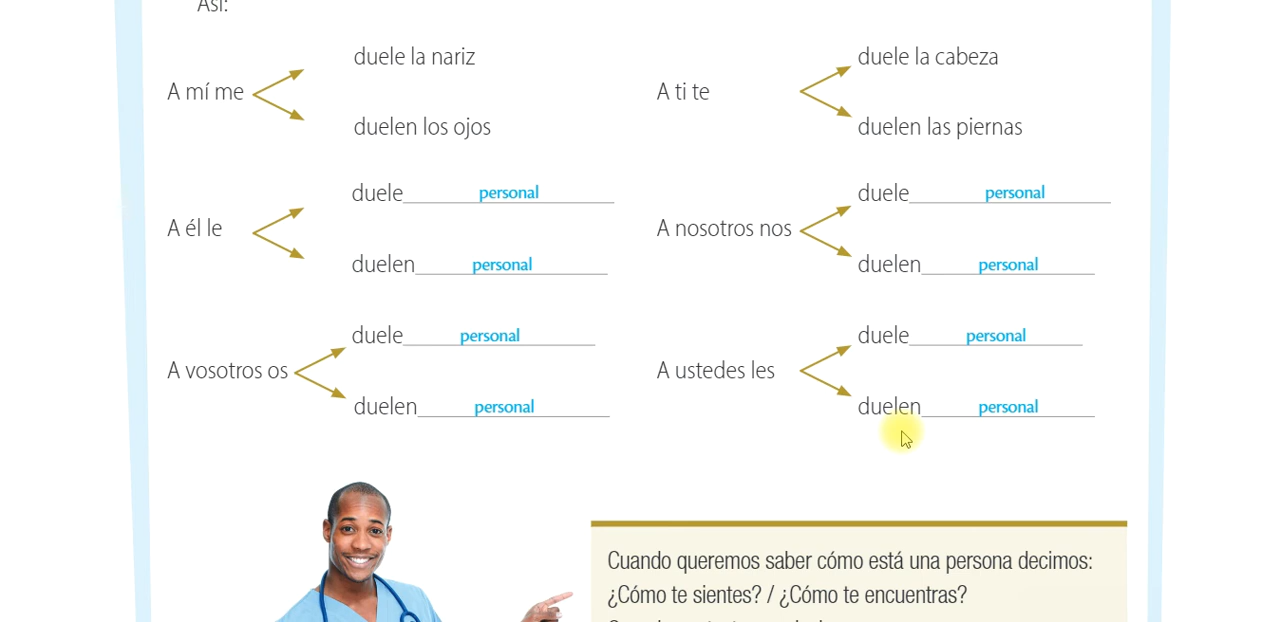 Así:
duele la nariz
A mí me
duelen los ojos
duele la cabeza
A ti te
duelen las piernas
duele personal
A él le
duelen personal
duele personal
A nosotros nos
duelen personal
duele personal
A vosotros os
duelen personal
duele personal
A ustedes les
duelen personal
Cuando queremos saber cómo está una persona decimos:
¿Cómo te sientes? / ¿Cómo te encuentras?